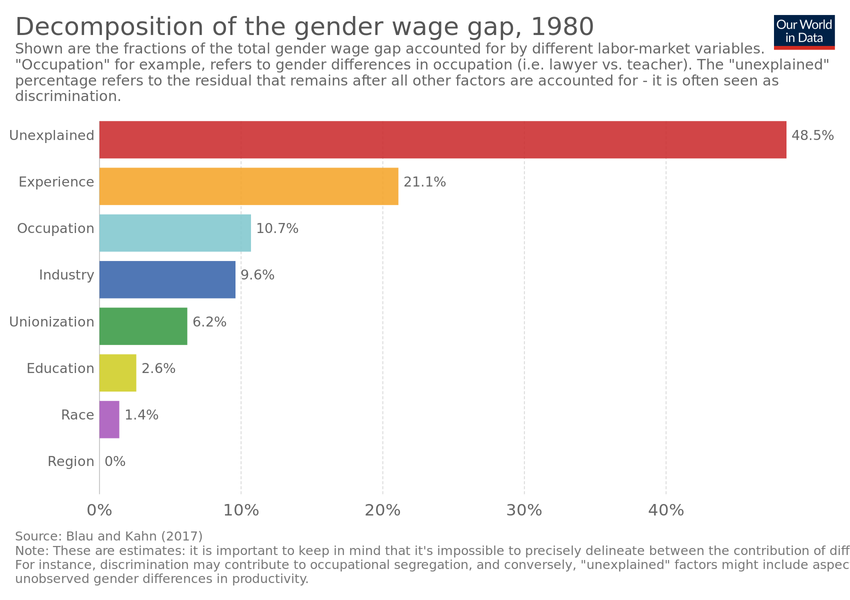 Decomposition of the gender wage gap, 1980
Our World
in Data
Shown are the fractions of the total gender wage gap accounted for by different labor-market variables.
"Occupation" for example, refers to gender differences in occupation (i.e. lawyer vs. teacher). The "unexplained"
percentage refers to the residual that remains after all other factors are accounted for - it is often seen as
discrimination.
Unexplained 48.5%
Experience 21.1%
Occupation 10.7%
Industry 9.6%
Unionization 6.2%
Education 2.6%
Race 1.4%
Region 0%
0% 10% 20% 30% 40%
Source: Blau and Kahn (2017)
Note: These are estimates: it is important to keep in mind that it's impossible to precisely delineate between the contribution of
For instance, discrimination may contribute to occupational segregation, and conversely, "unexplained" factors might include
unobserved gender differences in productivity.